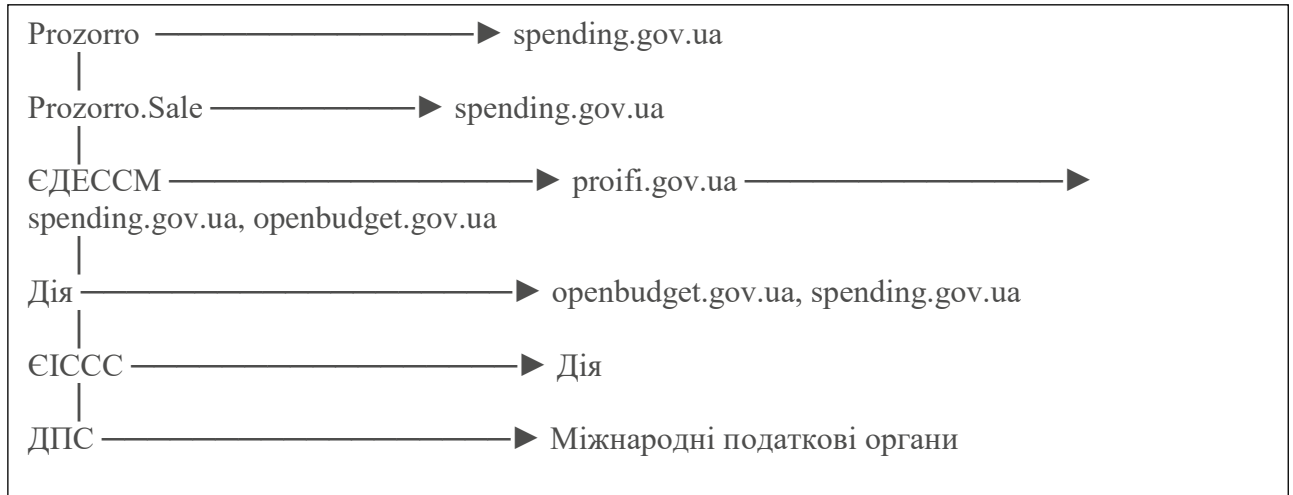 Prozorro spending.gov.ua
Prozorro.Sale spending.gov.ua
ЄДЕССМ proifi.gov.ua
spending.gov.ua, openbudget.gov.ua
Дія openbudget.gov.ua, spending.gov.ua
ЄІССС Дія
ДПС Міжнародні податкові органи